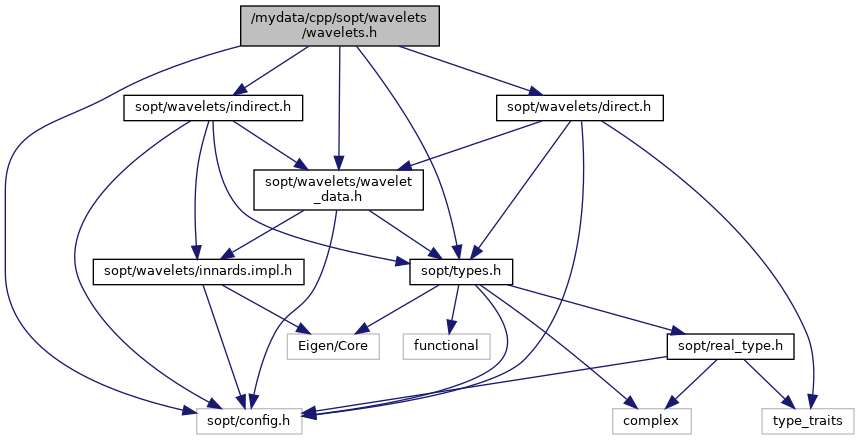 /mydata/cpp/sopt/wavelets
/wavelets.h
sopt/wavelets/indirect.h
sopt/wavelets/direct.h
sopt/wavelets/wavelet
_data.h
sopt/wavelets/innards.impl.h
sopt/types.h
Eigen/Core
functional
sopt/real_type.h
sopt/config.h
complex
type_traits